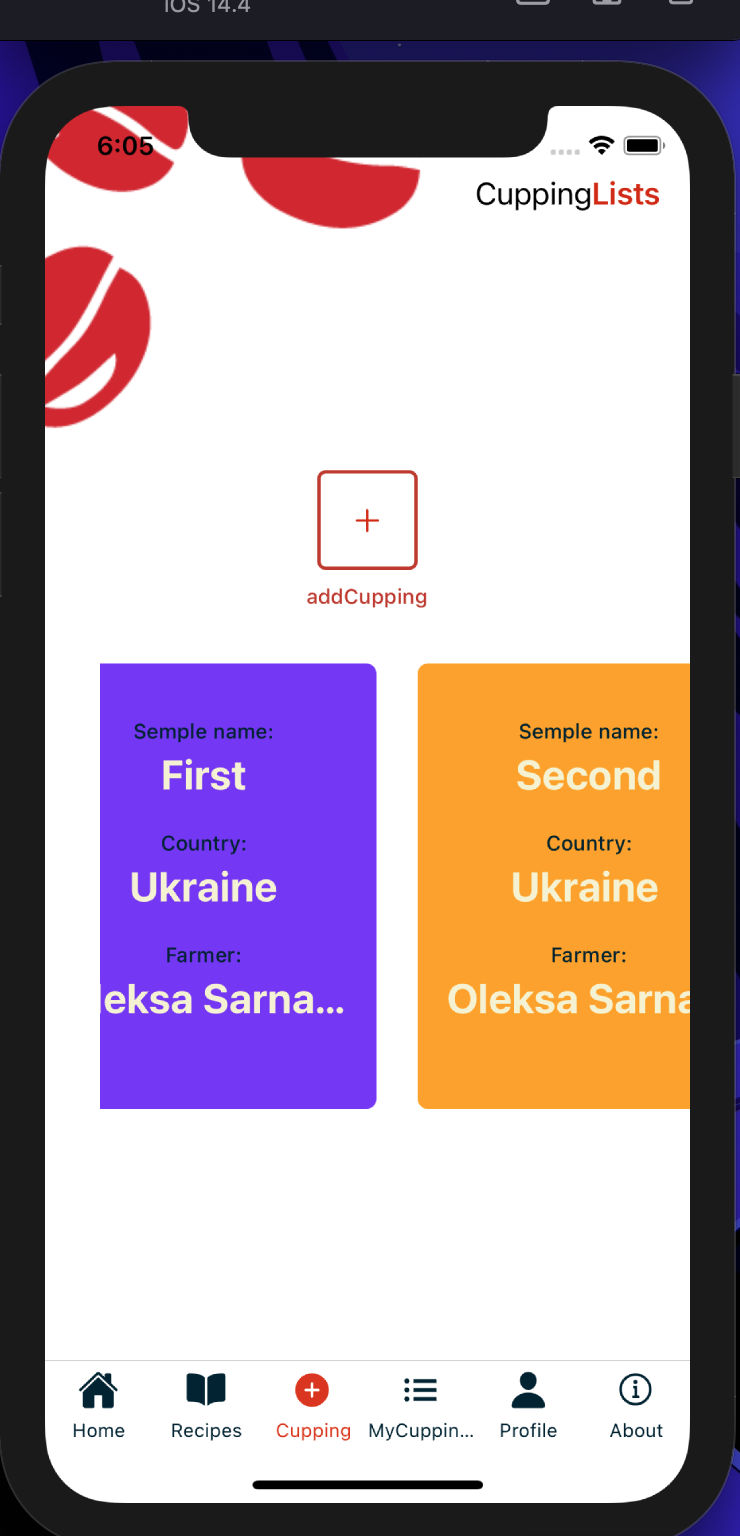 iOS 14.4
6:05
CuppingLists
+
addCupping
Semple name:
First
Country:
Ukraine
Farmer:
leksa Sarna...
Semple name:
Second
Country:
Ukraine
Farmer:
Oleksa Sarna
Home
Recipes
Cupping
MyCuppin...
Profile
About